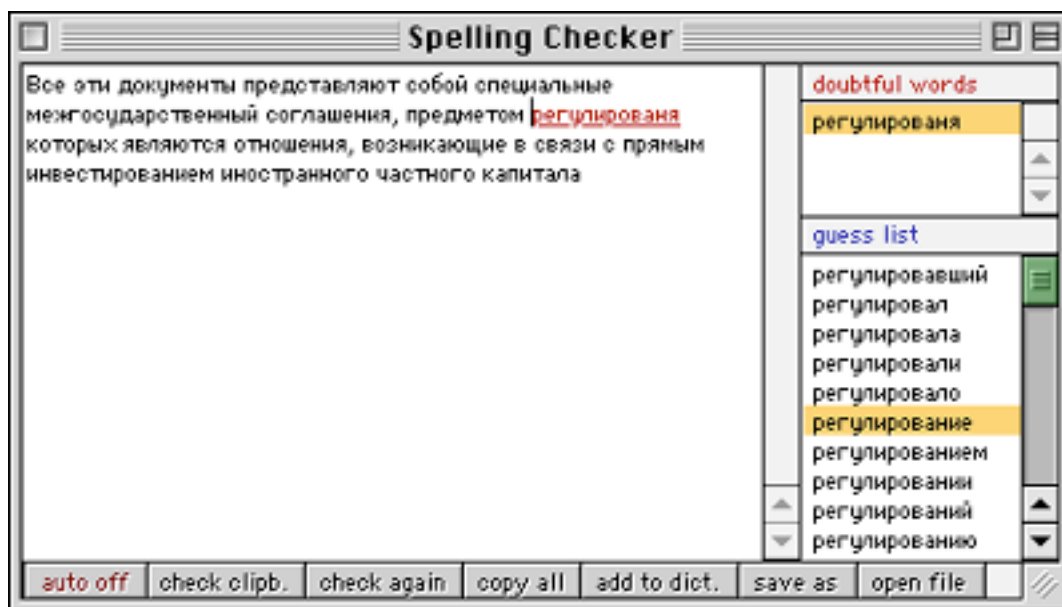 Spelling Checker
Все эти документы представляют собой специальные
межгосударственный соглашения, предметом регулированя
которых являются отношения, возникающие в связи с прямым
инвестированием иностранного частного капитала
doubtful words
регулированя
guess list
регулировавший
регулировал
регулировала
регулировали
регулировало
регулирование
регулированием
регулировании
регулирований
регулированию
auto off check clipb. check again copy all add to dict. save as open file